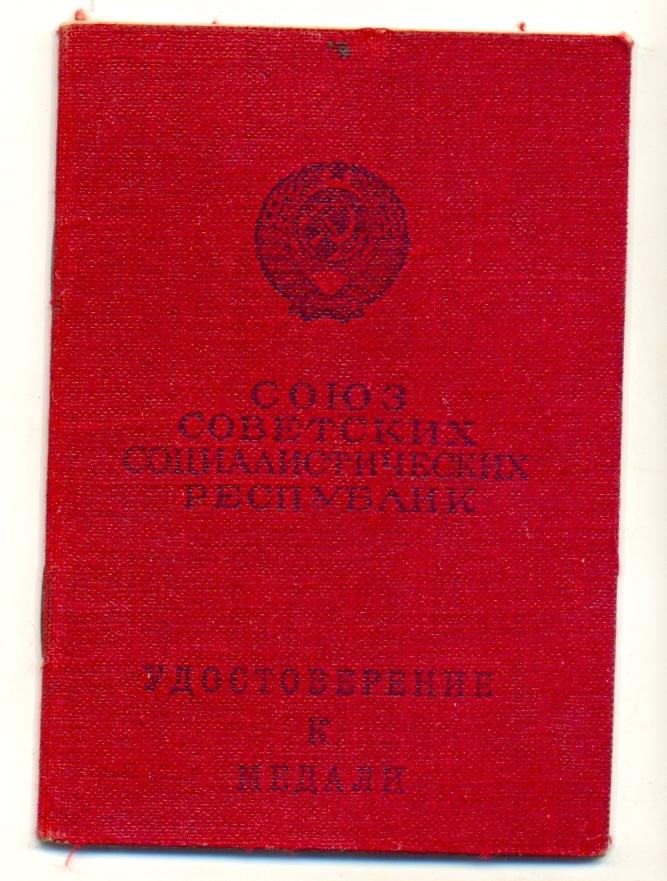 СОЮЗ
СОВЕТСКИХ
СОЦИАЛИСТИЧЕСКИХ
РЕСПУБЛИК
УДОСТОВЕРЕНИЕ
К
МЕДАЛИ